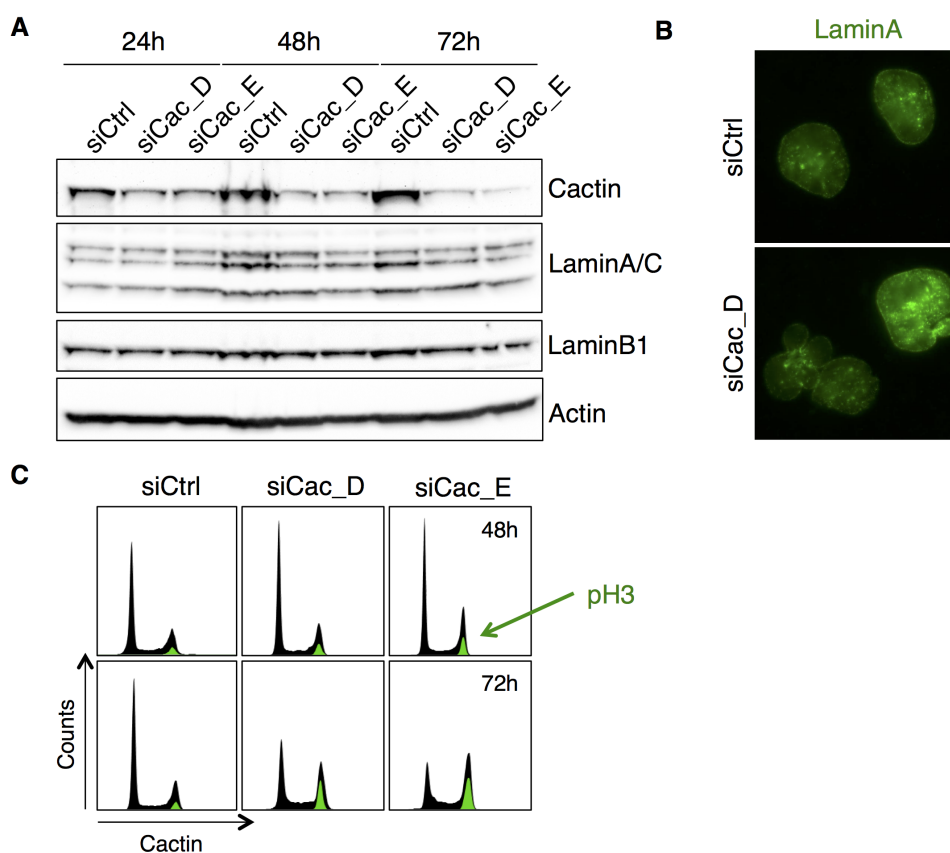 A
24h 48h 72h
siCtrl siCac_D siCac_E siCtrl siCac_D siCac_E siCtrl siCac_D siCac_E
Cactin
LaminA/C
LaminB1
Actin
B
LaminA
siCtrl
siCac_D
C
siCtrl siCac_D siCac_E
48h
pH3
72h
Counts
Cactin